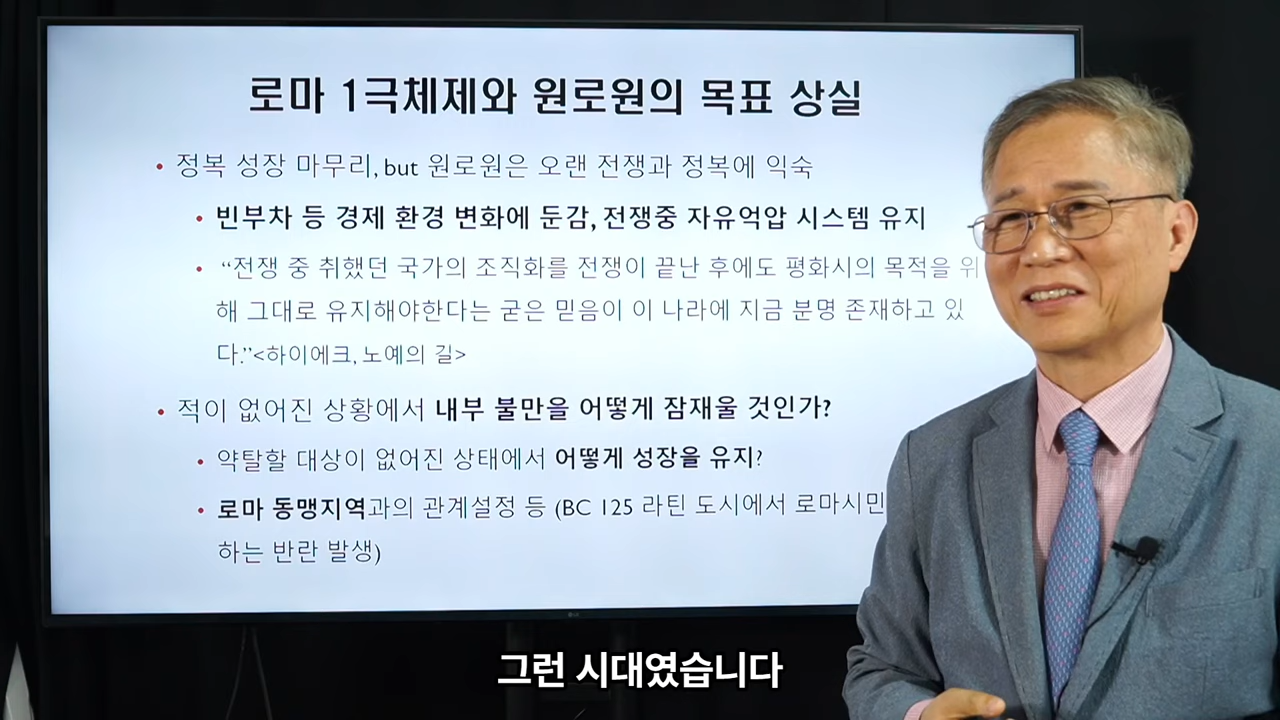 로마 1극체제와 원로원의 목표 상실
• 정복 성장 마무리, but 원로원은 오랜 전쟁과 정복에 익숙
• 빈부차 등 경제 환경 변화에 둔감, 전쟁중 자유억압 시스템 유지
• “전쟁 중 취했던 국가의 조직화를 전쟁이 끝난 후에도 평화시의 목적을 위
해 그대로 유지해야한다는 굳은 믿음이 이 나라에 지금 분명 존재하고 있
다.”<하이에크, 노예의 길>
• 적이 없어진 상황에서 내부 불만을 어떻게 잠재울 것인가?
• 약탈할 대상이 없어진 상태에서 어떻게 성장을 유지?
• 로마 동맹지역과의 관계설정 등 (BC 125 라틴 도시에서 로마시민
하는 반란 발생)
LG
그런 시대였습니다